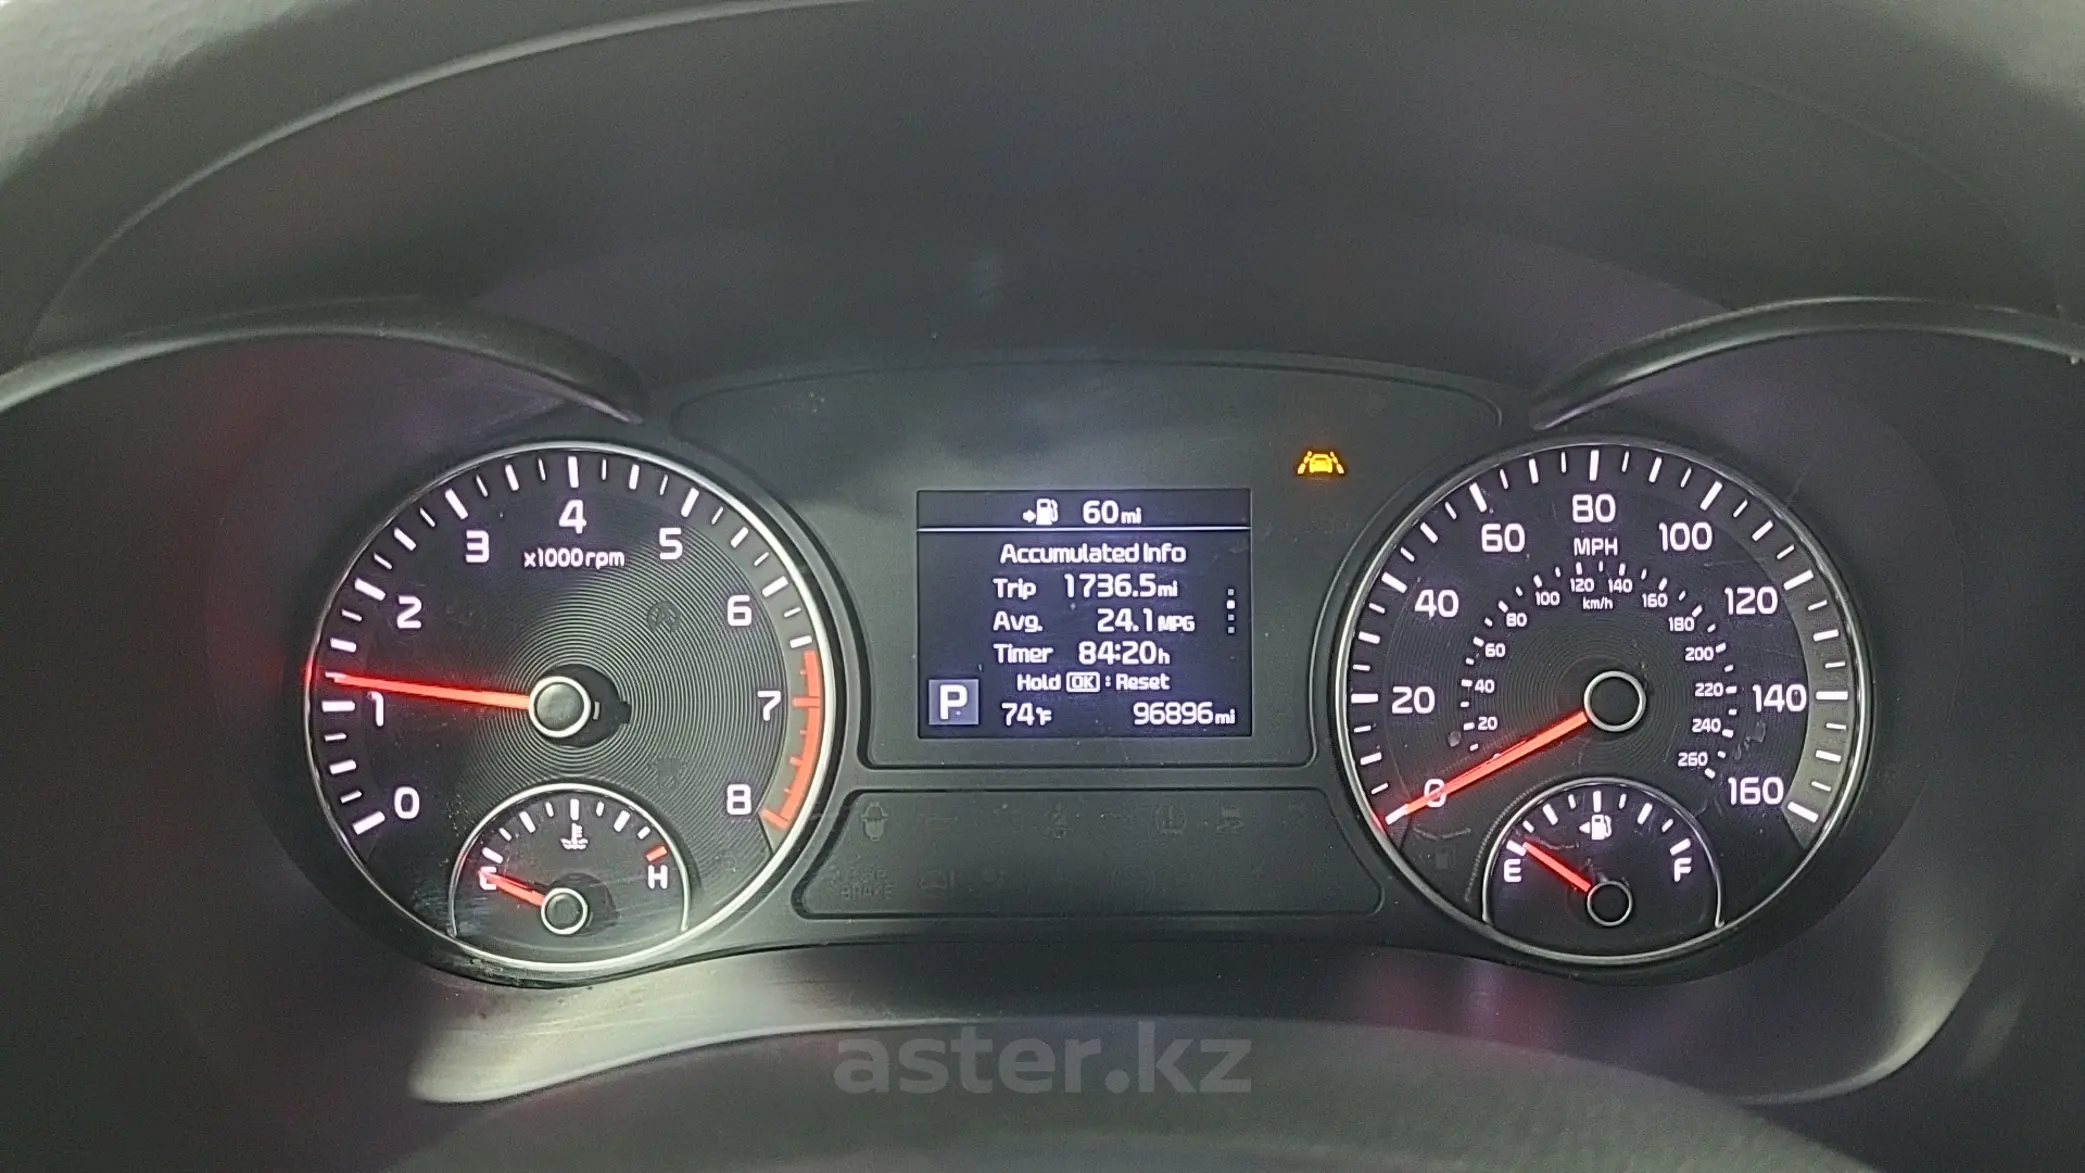 60mi
Accumulated Info
Trip 1736.5mi
Avg. 24.1MPG
Timer 84:20h
Hold OK : Reset
P
74°F 96896mi
0 1 2 3 4 5 6 7 8
x1000rpm
C H
0 20 40 60 80 100 120 140 160
MPH
20 40 60 80 100 120 140 160 180 200 220 240 260
km/h
E F
aster.kz